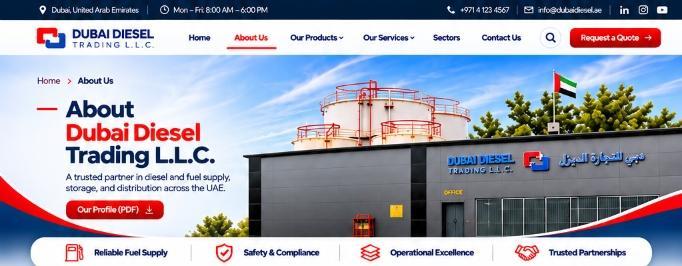 Dubai, United Arab Emirates
Mon – Fri: 8:00 AM – 6:00 PM
+971 4 123 4567
info@dubaidiesel.ae
DUBAI DIESEL
TRADING L.L.C.
Home
About Us
Our Products
Our Services
Sectors
Contact Us
Request a Quote
Home > About Us
About
Dubai Diesel
Trading L.L.C.
A trusted partner in diesel and fuel supply,
storage, and distribution across the UAE.
Our Profile (PDF)
DUBAI DIESEL
TRADING L.L.C.
دبي للتجارة الديزل
OFFICE
Reliable Fuel Supply
Safety & Compliance
Operational Excellence
Trusted Partnerships